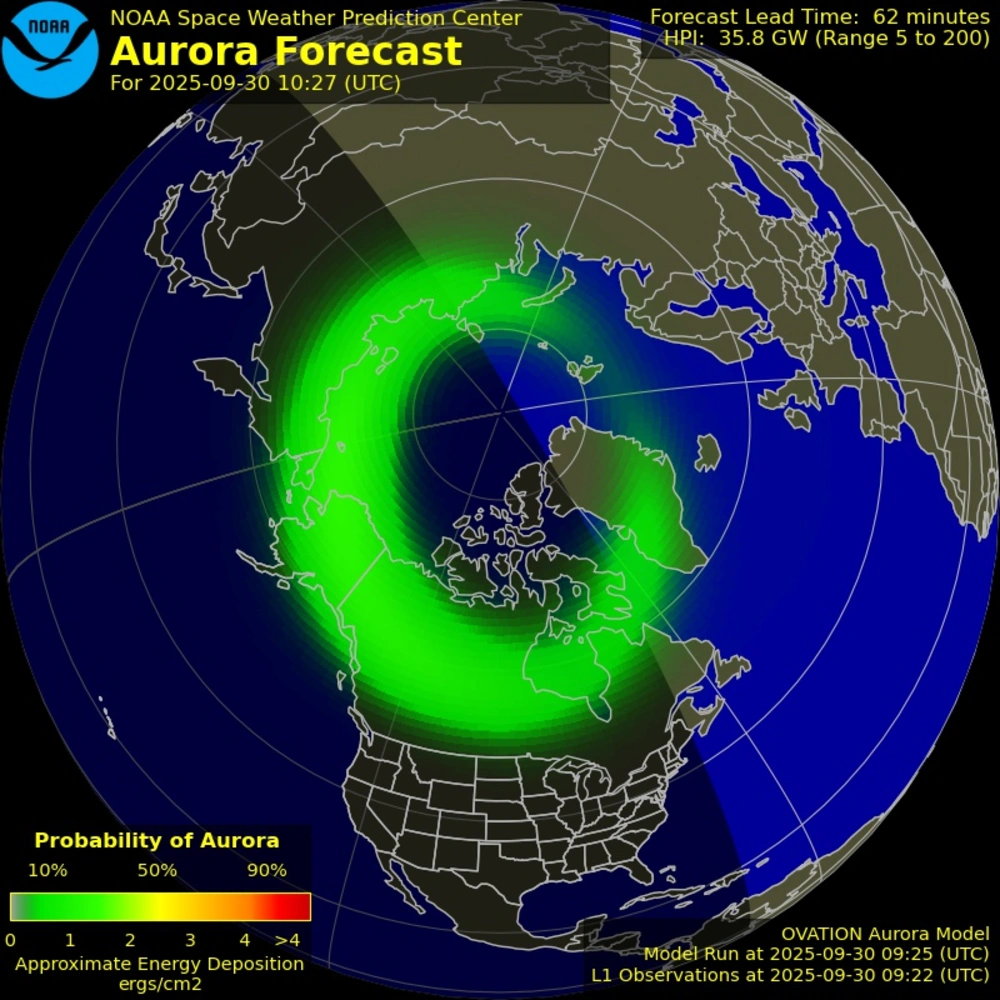 NOAA
NOAA Space Weather Prediction Center
Aurora Forecast
For 2025-09-30 10:27 (UTC)
Forecast Lead Time: 62 minutes
HPI: 35.8 GW (Range 5 to 200)
Probability of Aurora
10% 50% 90%
0 1 2 3 4 >4
Approximate Energy Deposition
ergs/cm2
OVATION Aurora Model
Model Run at 2025-09-30 09:25 (UTC)
L1 Observations at 2025-09-30 09:22 (UTC)